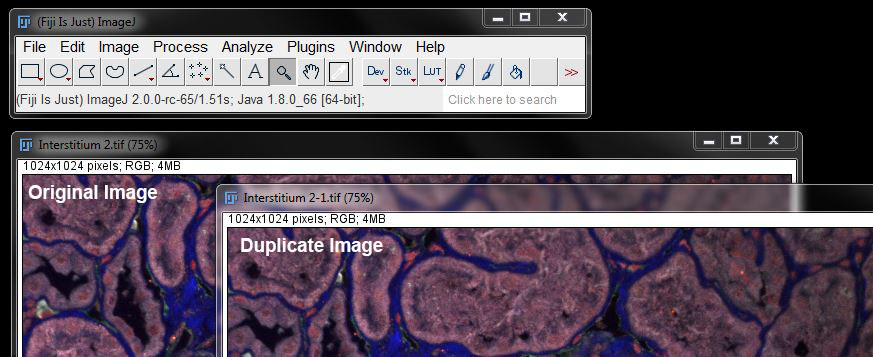 (Fiji Is Just) ImageJ
File Edit Image Process Analyze Plugins Window Help
A Dev Stk LUT >>
(Fiji Is Just) ImageJ 2.0.0-rc-65/1.51s; Java 1.8.0_66 [64-bit]; Click here to search
Interstitium 2.tif (75%)
1024x1024 pixels; RGB; 4MB
Original Image
Interstitium 2-1.tif (75%)
1024x1024 pixels; RGB; 4MB
Duplicate Image